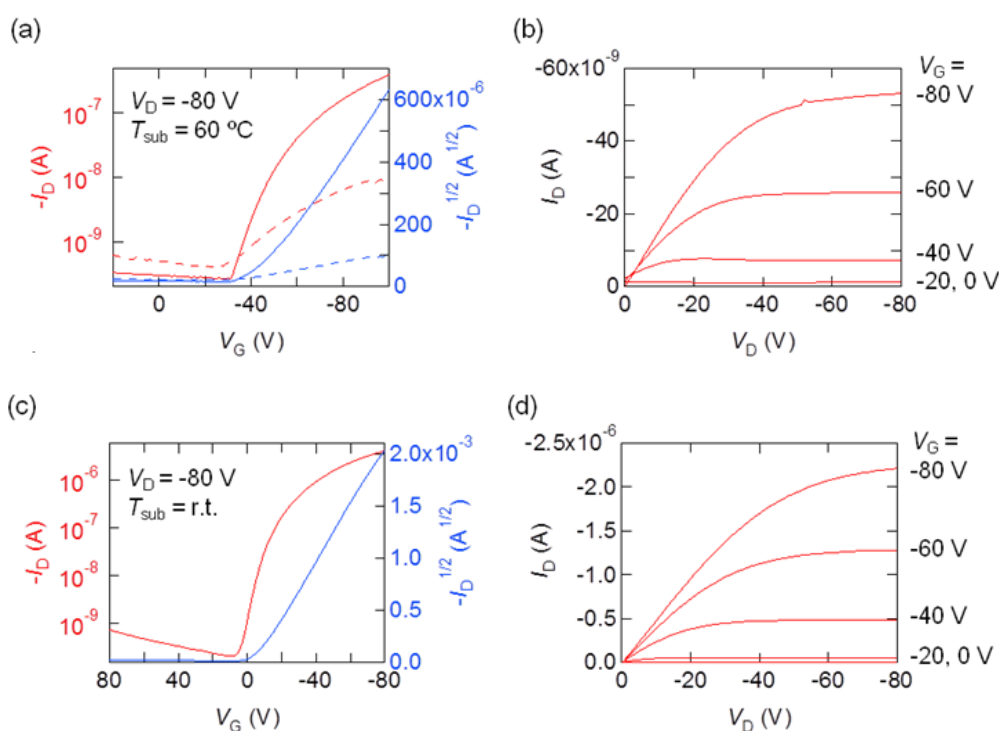 (a)
V_D = -80 V
T_sub = 60 ºC
10^-7
10^-8
10^-9
-I_D (A)
600x10^-6
400
200
0
-I_D^1/2 (A^1/2)
0
-40
-80
V_G (V)
(b)
-60x10^-9
-40
-20
0
I_D (A)
0
-20
-40
-60
-80
V_D (V)
V_G =
-80 V
-60 V
-40 V
-20, 0 V
(c)
V_D = -80 V
T_sub = r.t.
10^-6
10^-7
10^-8
10^-9
-I_D (A)
2.0x10^-3
1.5
1.0
0.5
0.0
-I_D^1/2 (A^1/2)
80
40
0
-40
-80
V_G (V)
(d)
-2.5x10^-6
-2.0
-1.5
-1.0
-0.5
0.0
I_D (A)
0
-20
-40
-60
-80
V_D (V)
V_G =
-80 V
-60 V
-40 V
-20, 0 V